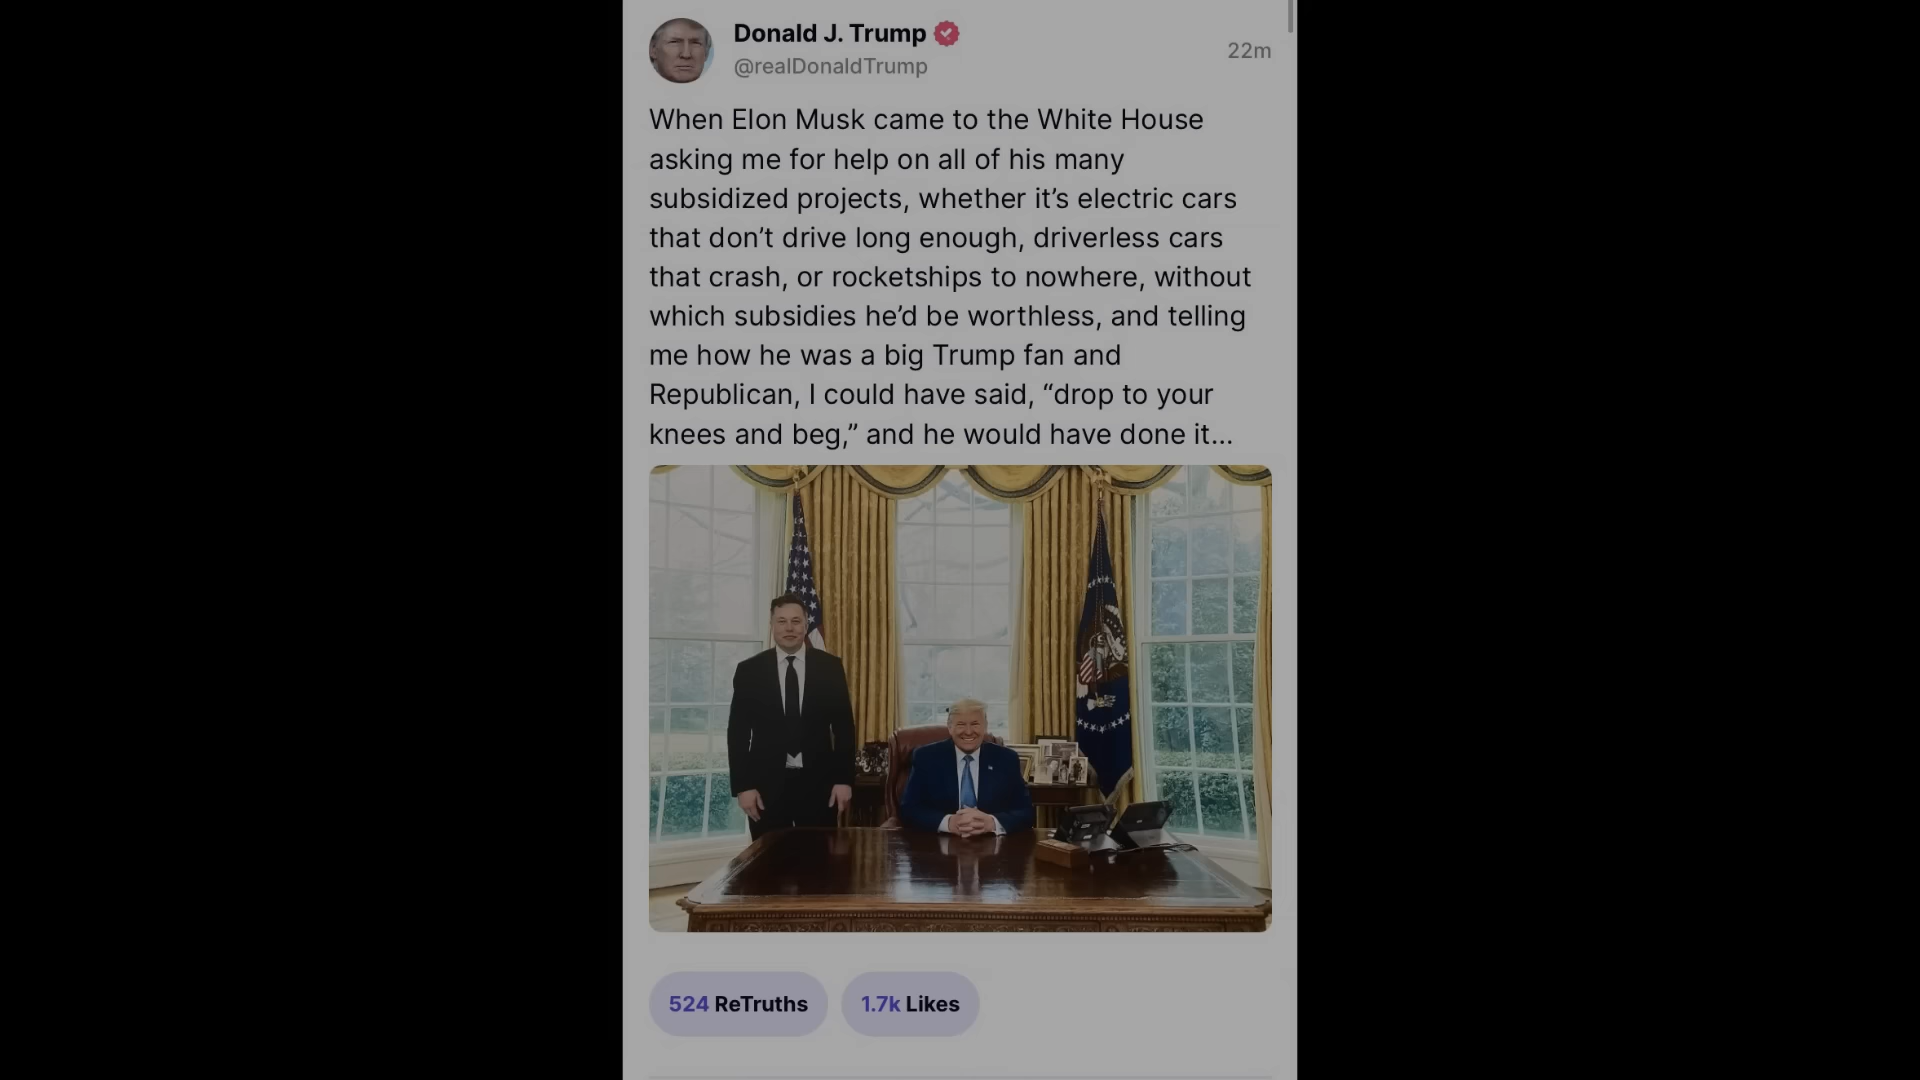 Donald J. Trump
@realDonaldTrump
22m
When Elon Musk came to the White House
asking me for help on all of his many
subsidized projects, whether it’s electric cars
that don’t drive long enough, driverless cars
that crash, or rocketships to nowhere, without
which subsidies he’d be worthless, and telling
me how he was a big Trump fan and
Republican, I could have said, “drop to your
knees and beg,” and he would have done it...
524 ReTruths
1.7k Likes